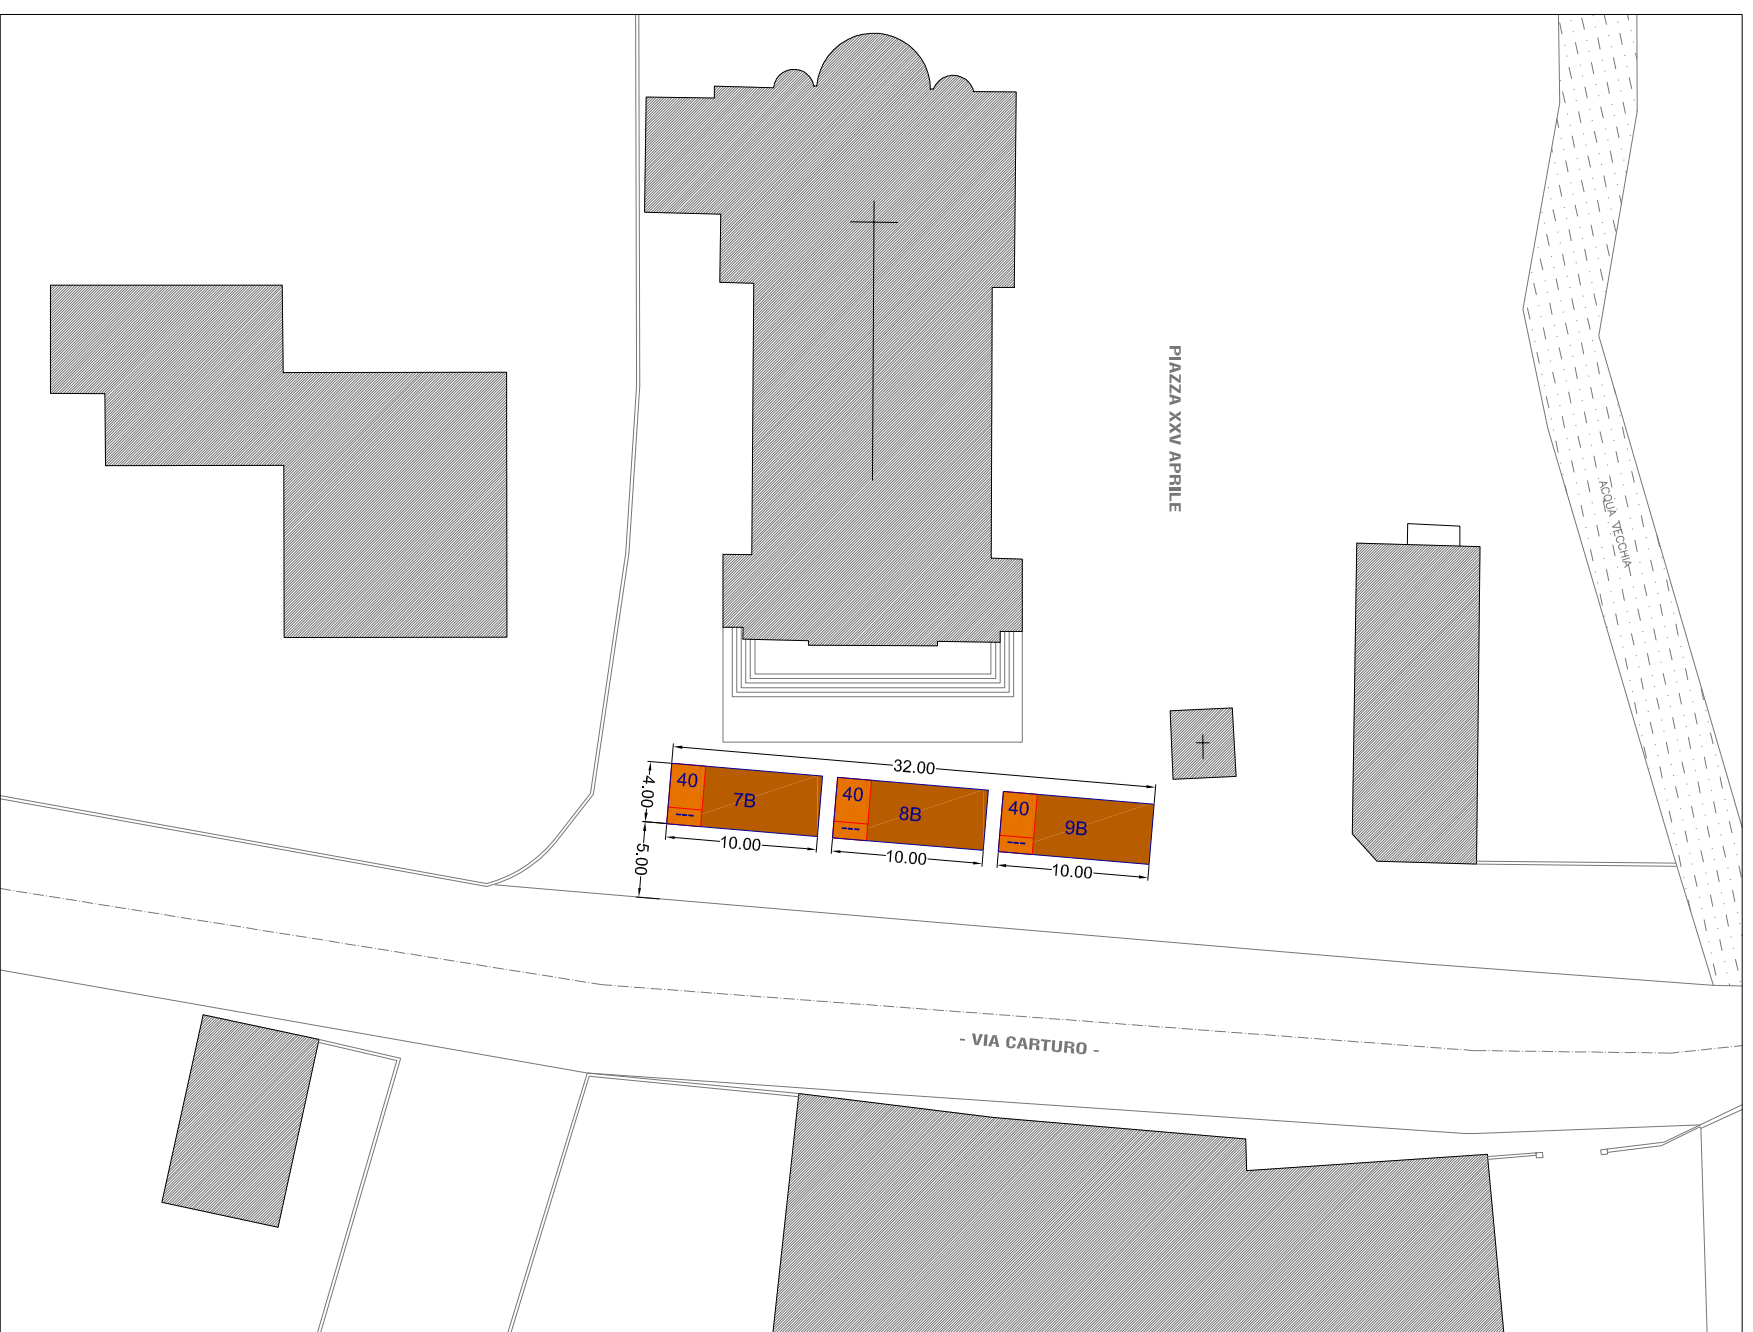 PIAZZA XXV APRILE
ACQUA VECCHIA
32.00
4.00
5.00
40
---
7B
10.00
40
---
8B
10.00
40
---
9B
10.00
- VIA CARTURO -